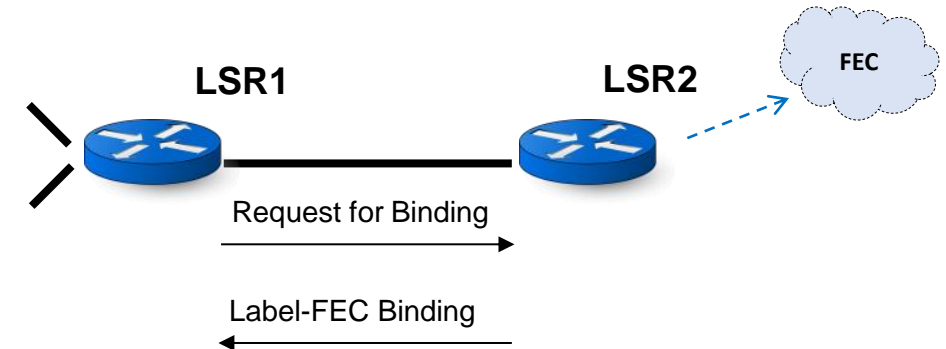 LSR1
LSR2
FEC
Request for Binding
Label-FEC Binding